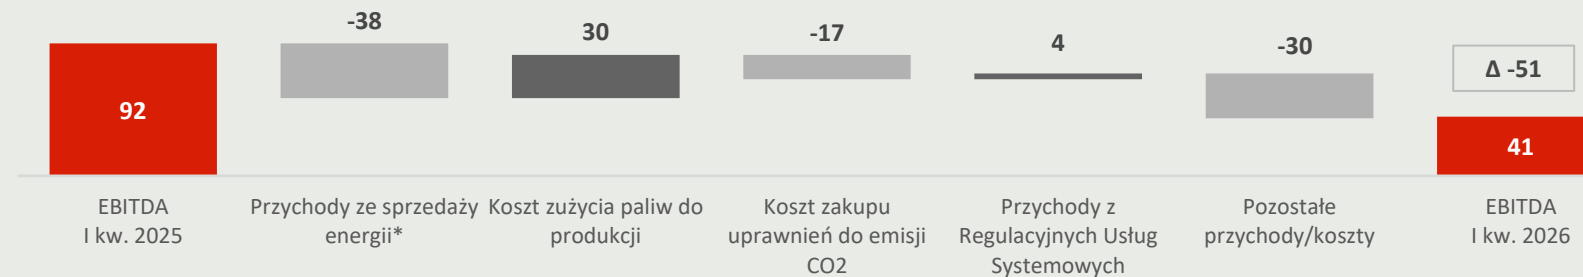 -38
30
-17
4
-30
Δ -51
92
41
EBITDA
I kw. 2025
Przychody ze sprzedaży
energii*
Koszt zużycia paliw do
produkcji
Koszt zakupu
uprawnień do emisji
CO2
Przychody z
Regulacyjnych Usług
Systemowych
Pozostałe
przychody/koszty
EBITDA
I kw. 2026